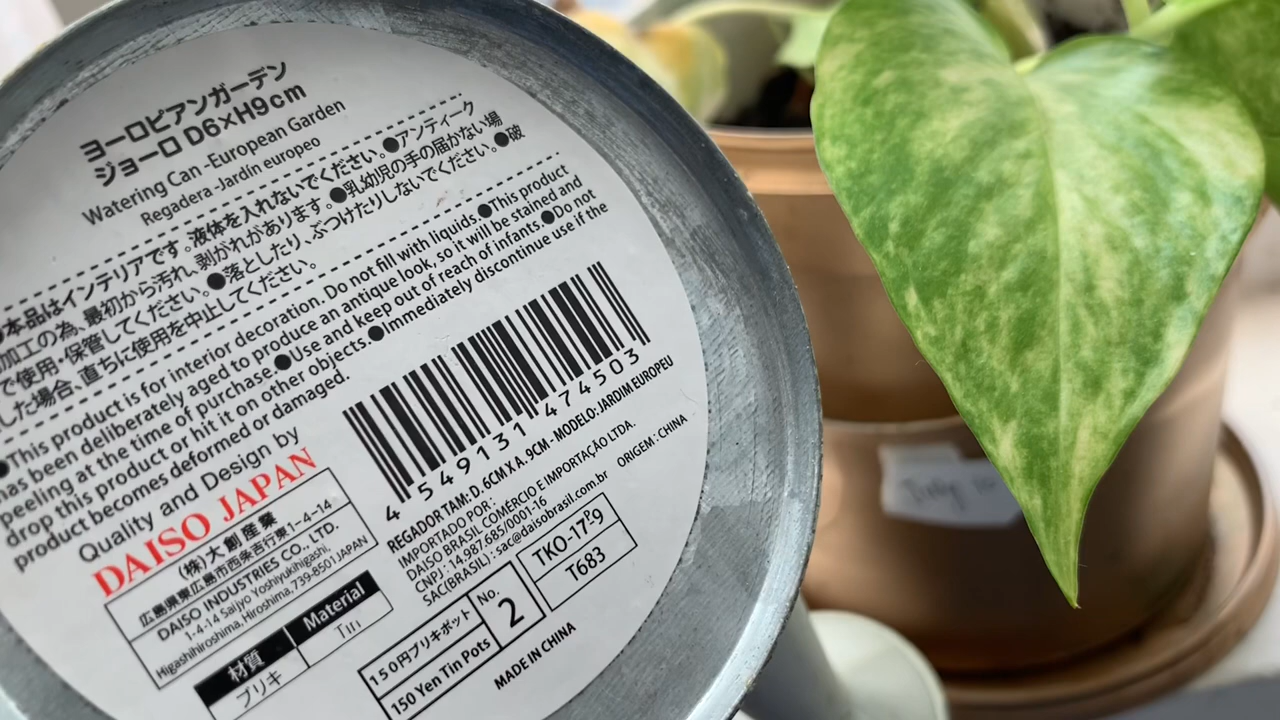 ヨーロピアンガーデン
ジョーロ D6×H9cm
Watering Can -European Garden
Regadera -Jardin europeo
●本品はインテリアです。液体を入れないでください。●アンティーク
加工の為、最初から汚れ、剥がれがあります。●乳幼児の手の届かない場
で使用・保管してください。●落としたり、ぶつけたりしないでください。●破
した場合、直ちに使用を中止してください。
●This product is for interior decoration. Do not fill with liquids.●This product
has been deliberately aged to produce an antique look, so it will be stained and
peeling at the time of purchase.●Use and keep out of reach of infants.●Do not
drop this product or hit it on other objects.●Immediately discontinue use if the
product becomes deformed or damaged.
Quality and Design by
DAISO JAPAN
(株)大創産業
広島県東広島市西条吉行東1-4-14
DAISO INDUSTRIES CO., LTD.
1-4-14 Saijyo Yoshiyukihigashi,
Higashihiroshima, Hiroshima, 739-8501 JAPAN
材質 Material
ブリキ
4 549131 474503
REGADOR TAM: D. 6CM X A. 9CM - MODELO: JARDIM EUROPEU
IMPORTADO POR :
DAISO BRASIL COMÉRCIO E IMPORTAÇÃO LTDA.
CNPJ : 14.987.685/0001-16
SAC(BRASIL) : sac@daisobrasil.com.br ORIGEM : CHINA
150円ブリキポット No. 2
150 Yen Tin Pots
TKO-17P9
T683
MADE IN CHINA